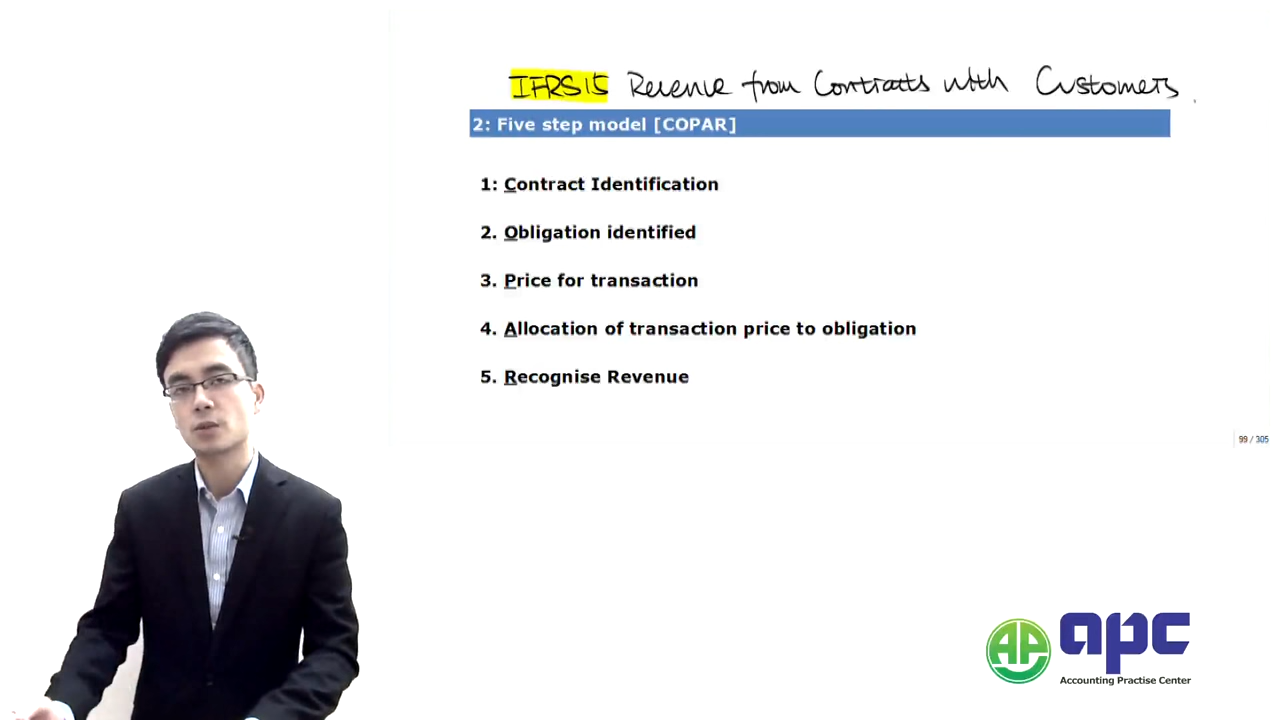 IFRS15 Revenue from Contracts with Customers.
2: Five step model [COPAR]
1: Contract Identification
2. Obligation identified
3. Price for transaction
4. Allocation of transaction price to obligation
5. Recognise Revenue
99 / 305
AP apc
Accounting Practise Center